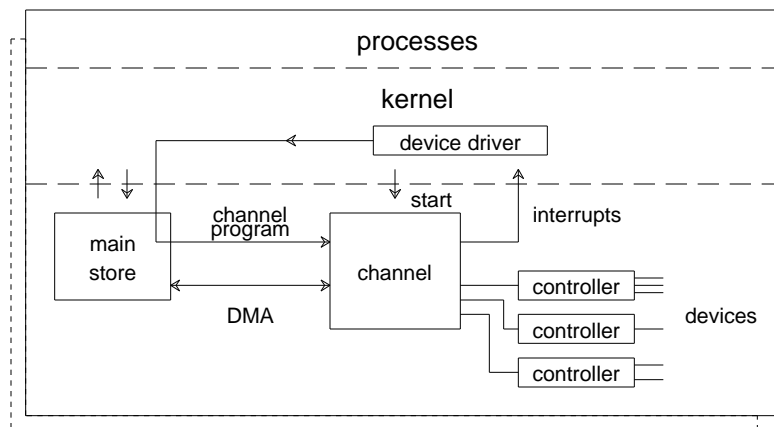 processes
kernel
device driver
start
channel
program
interrupts
main
store
channel
DMA
controller
controller
controller
devices